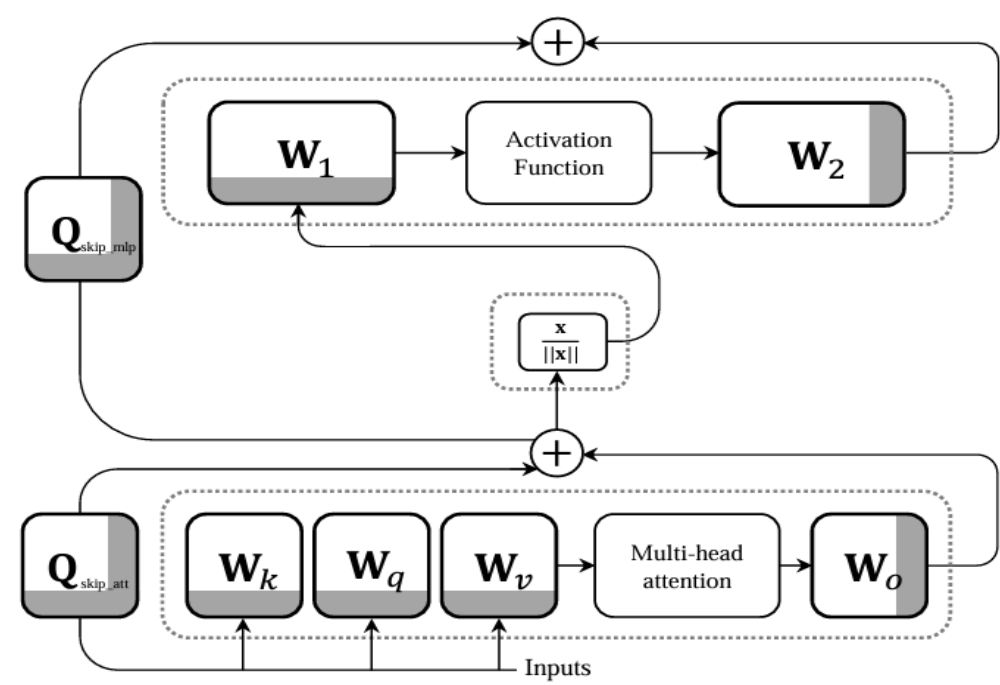 +
W1
Activation
Function
W2
Qskip_mlp
x
||x||
+
Qskip_att
Wk
Wq
Wv
Multi-head
attention
Wo
Inputs